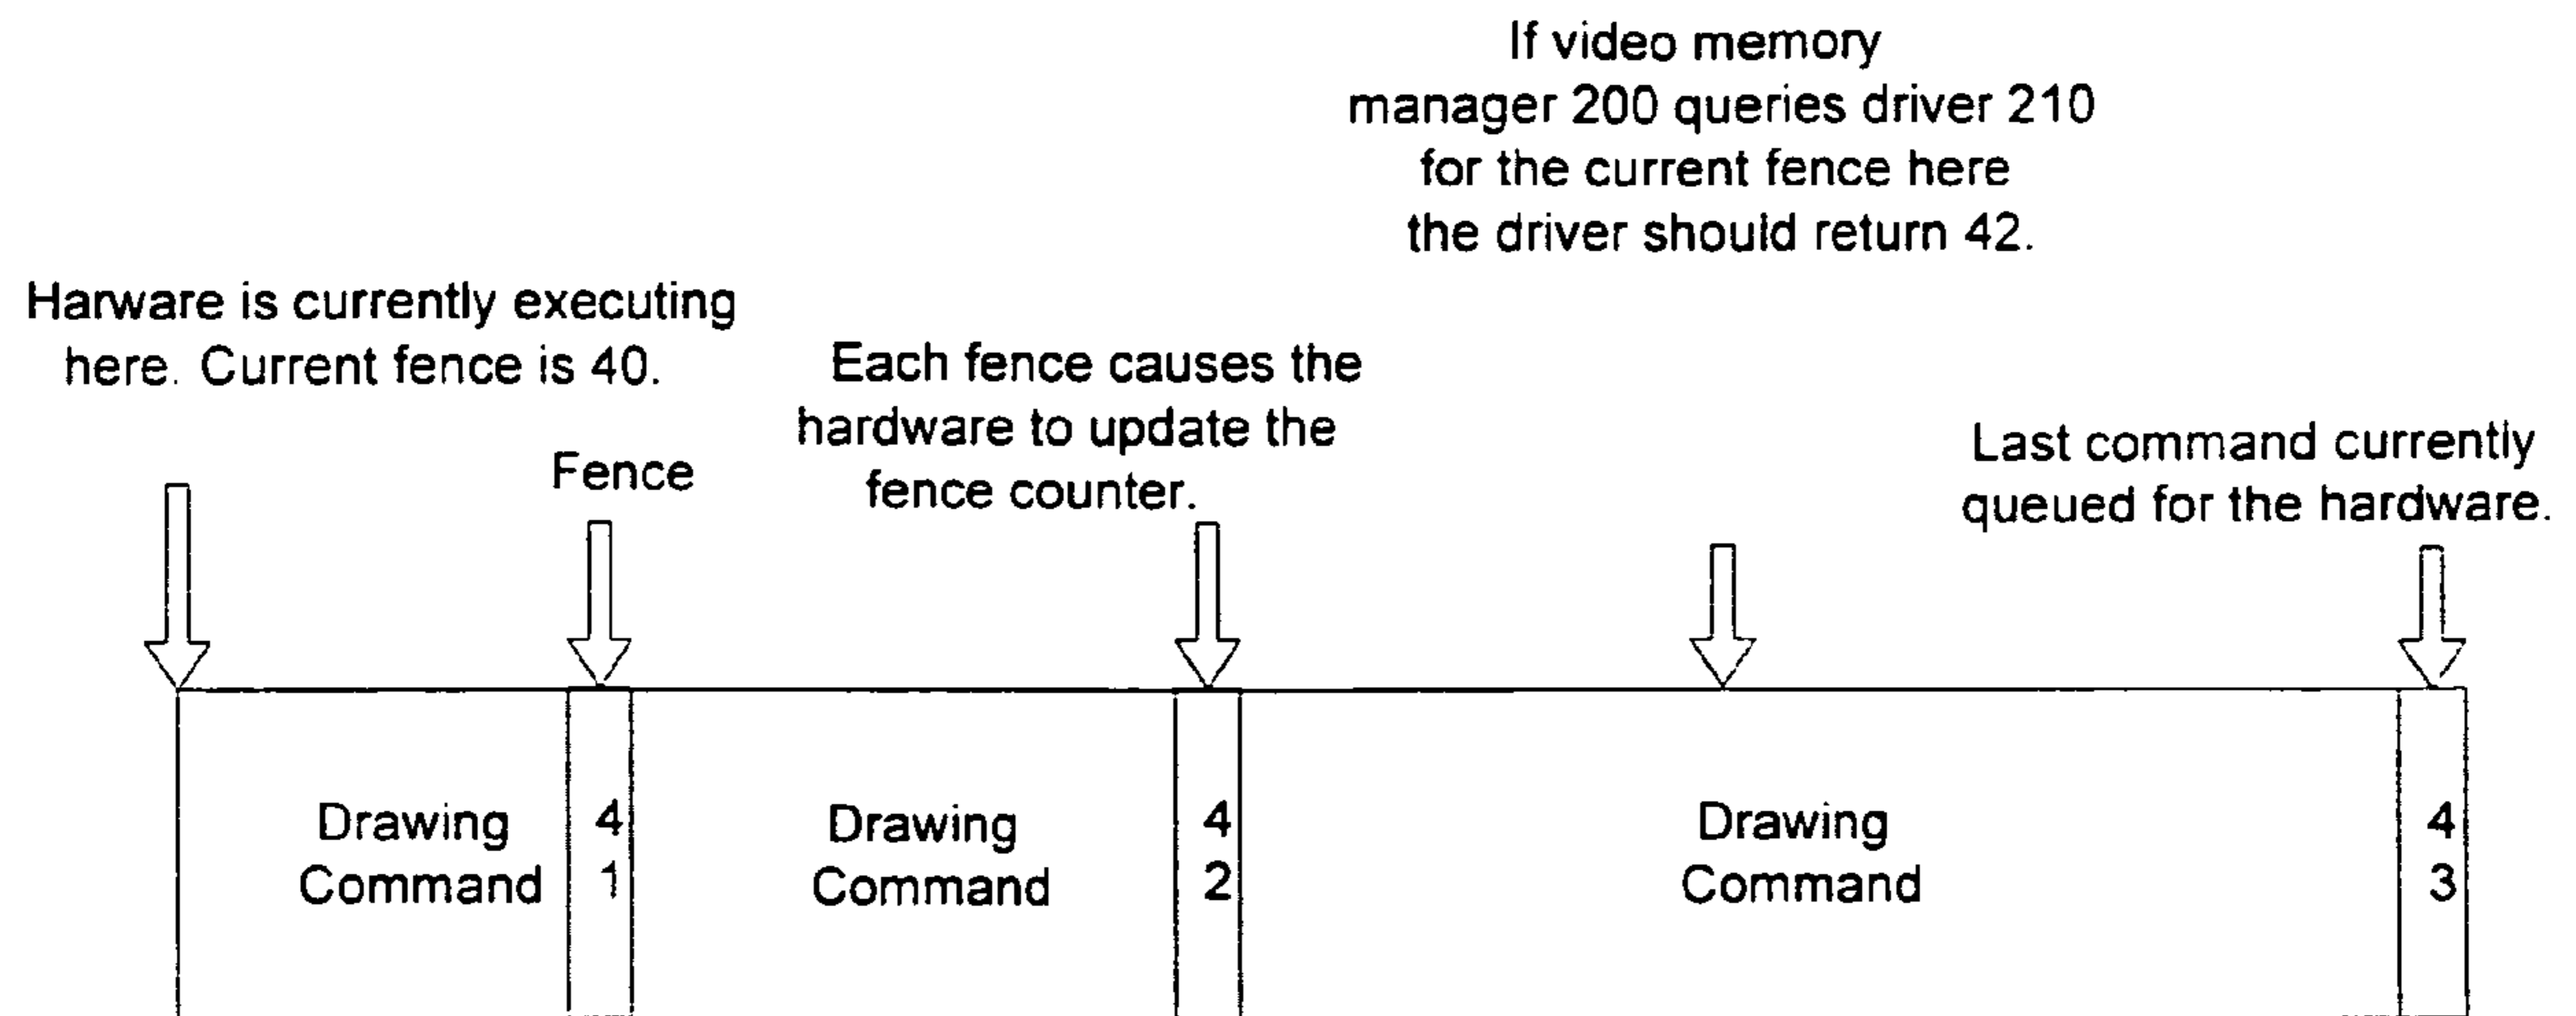 If video memory
manager 200 queries driver 210
for the current fence here
the driver should return 42.
Harware is currently executing
here. Current fence is 40.
Each fence causes the
hardware to update the
fence counter.
Fence
Last command currently
queued for the hardware.
Drawing
Command
4
1
Drawing
Command
4
2
Drawing
Command
4
3